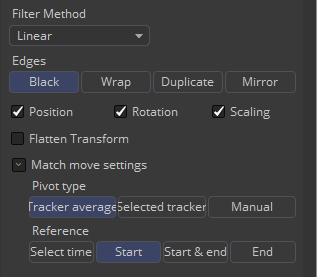 Filter Method
Linear
Edges
Black Wrap Duplicate Mirror
Position Rotation Scaling
Flatten Transform
Match move settings
Pivot type
Tracker average Selected tracker Manual
Reference
Select time Start Start & end End